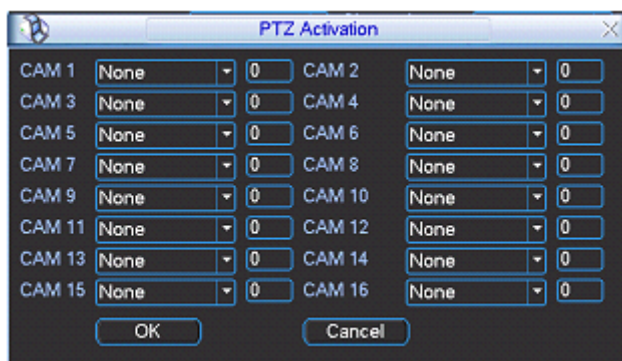 PTZ Activation
CAM 1 None 0 CAM 2 None 0
CAM 3 None 0 CAM 4 None 0
CAM 5 None 0 CAM 6 None 0
CAM 7 None 0 CAM 8 None 0
CAM 9 None 0 CAM 10 None 0
CAM 11 None 0 CAM 12 None 0
CAM 13 None 0 CAM 14 None 0
CAM 15 None 0 CAM 16 None 0
OK Cancel